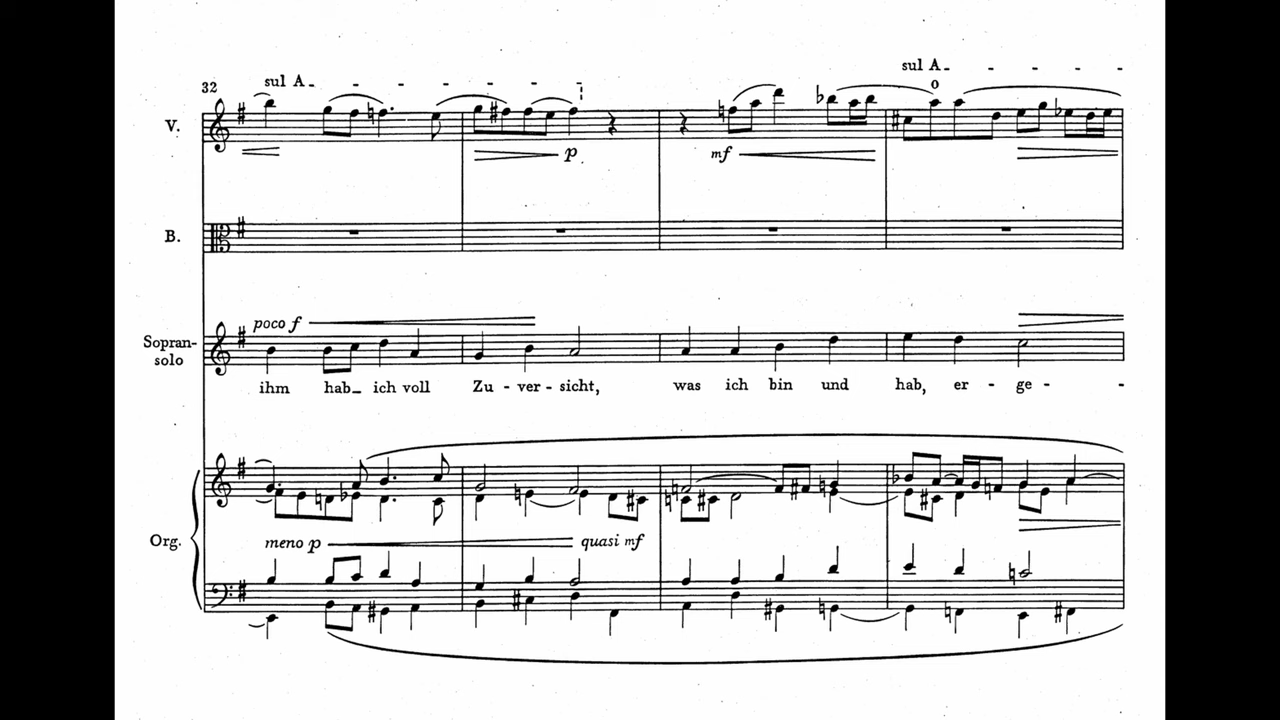 sul A
32
sul A
o
V.
p
mf
B.
poco f
Sopran-
solo
ihm hab_ ich voll Zu - ver - sicht, was ich bin und hab, er - ge -
Org.
meno p
quasi mf